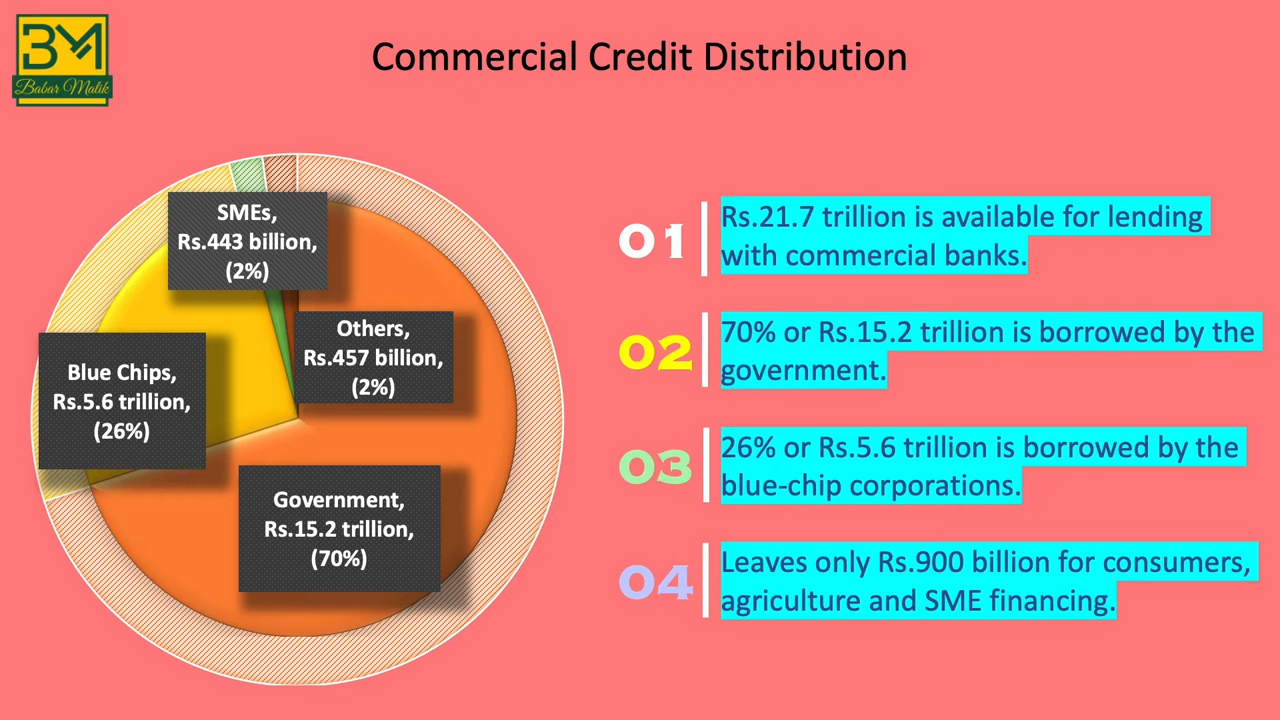 BM
Babar Malik
Commercial Credit Distribution
SMEs,
Rs.443 billion,
(2%)
Others,
Rs.457 billion,
(2%)
Blue Chips,
Rs.5.6 trillion,
(26%)
Government,
Rs.15.2 trillion,
(70%)
01
Rs.21.7 trillion is available for lending
with commercial banks.
02
70% or Rs.15.2 trillion is borrowed by the
government.
03
26% or Rs.5.6 trillion is borrowed by the
blue-chip corporations.
04
Leaves only Rs.900 billion for consumers,
agriculture and SME financing.